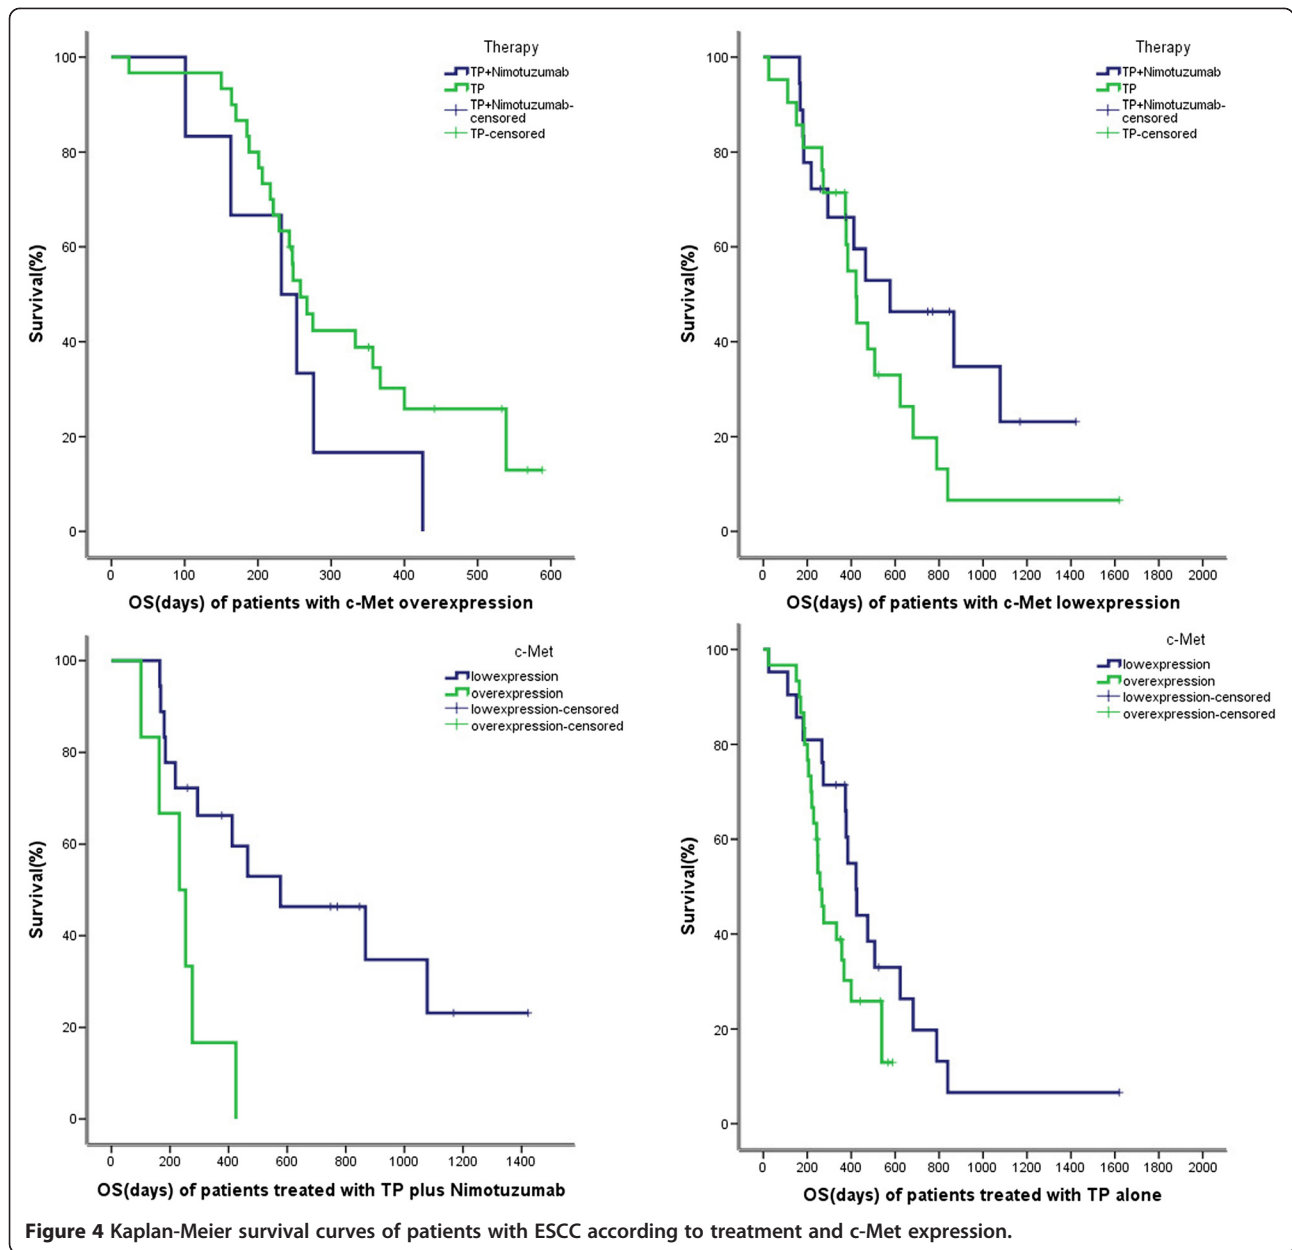 Therapy
TP+Nimotuzumab
TP
TP+Nimotuzumab-
censored
TP-censored
100
80
60
40
20
0
Survival(%)
0 100 200 300 400 500 600
OS(days) of patients with c-Met overexpression
Therapy
TP+Nimotuzumab
TP
TP+Nimotuzumab-
censored
TP-censored
100
80
60
40
20
0
Survival(%)
0 200 400 600 800 1000 1200 1400 1600 1800 2000
OS(days) of patients with c-Met lowexpression
c-Met
lowexpression
overexpression
lowexpression-censored
overexpression-censored
100
80
60
40
20
0
Survival(%)
0 200 400 600 800 1000 1200 1400
OS(days) of patients treated with TP plus Nimotuzumab
c-Met
lowexpression
overexpression
lowexpression-censored
overexpression-censored
100
80
60
40
20
0
Survival(%)
0 200 400 600 800 1000 1200 1400 1600 1800 2000
OS(days) of patients treated with TP alone
Figure 4 Kaplan-Meier survival curves of patients with ESCC according to treatment and c-Met expression.